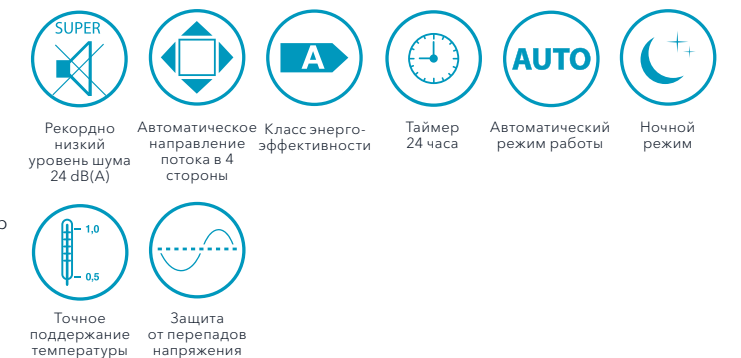 SUPER
Рекордно
низкий
уровень шума
24 dB(A)
Автоматическое
направление
потока в 4
стороны
A
Класс энерго-
эффективности
Таймер
24 часа
AUTO
Автоматический
режим работы
Ночной
режим
р
1,0
0,5
Точное
поддержание
температуры
Защита
от перепадов
напряжения